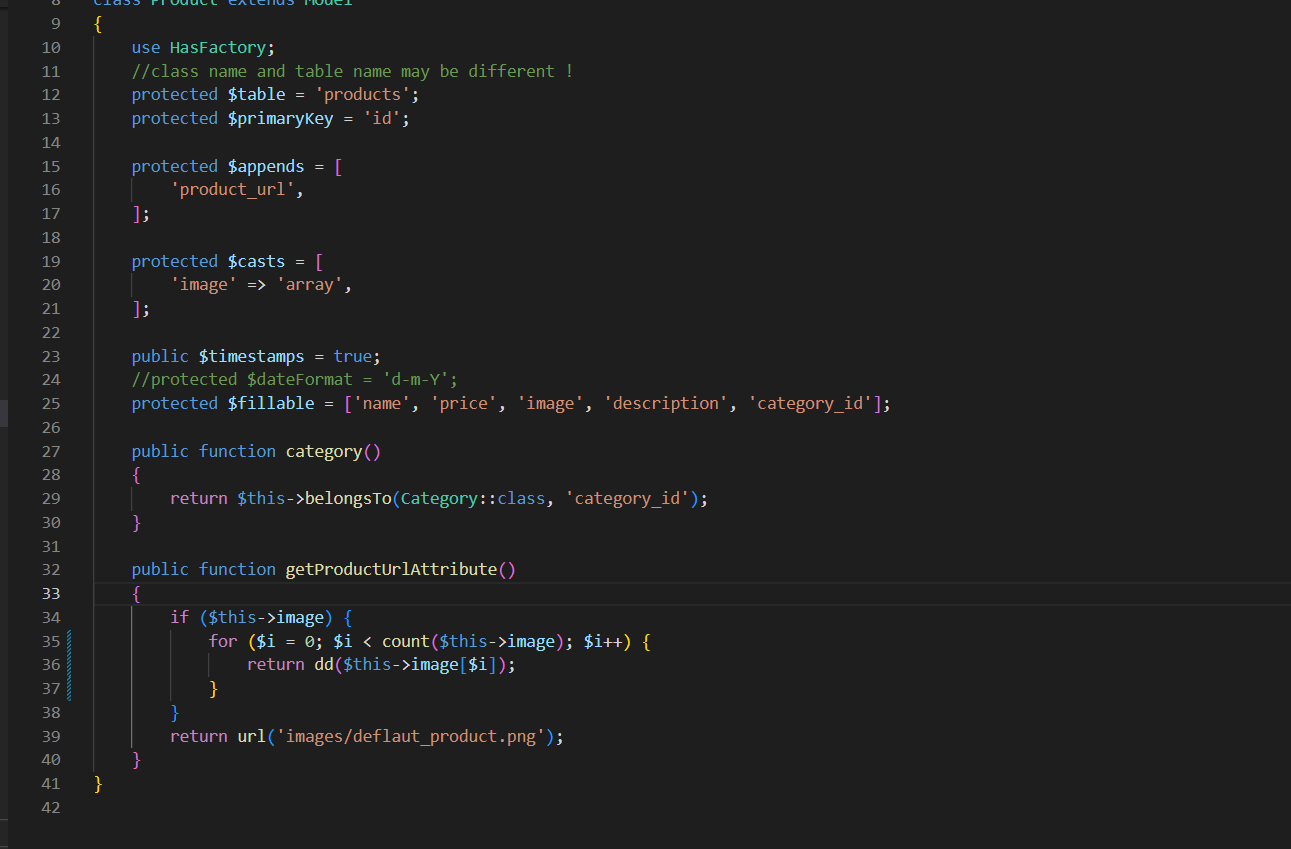 8 class Product extends Model
9 {
10 use HasFactory;
11 //class name and table name may be different !
12 protected $table = 'products';
13 protected $primaryKey = 'id';
14
15 protected $appends = [
16 'product_url',
17 ];
18
19 protected $casts = [
20 'image' => 'array',
21 ];
22
23 public $timestamps = true;
24 //protected $dateFormat = 'd-m-Y';
25 protected $fillable = ['name', 'price', 'image', 'description', 'category_id'];
26
27 public function category()
28 {
29 return $this->belongsTo(Category::class, 'category_id');
30 }
31
32 public function getProductUrlAttribute()
33 {
34 if ($this->image) {
35 for ($i = 0; $i < count($this->image); $i++) {
36 return dd($this->image[$i]);
37 }
38 }
39 return url('images/deflaut_product.png');
40 }
41 }
42